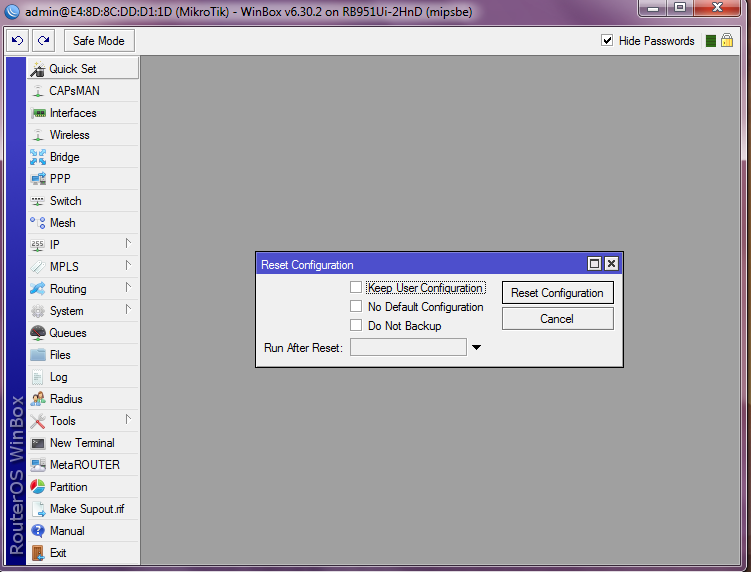 admin@E4:8D:8C:DD:D1:1D (MikroTik) - WinBox v6.30.2 on RB951Ui-2HnD (mipsbe)
Safe Mode
Hide Passwords
Quick Set
CAPsMAN
Interfaces
Wireless
Bridge
PPP
Switch
Mesh
IP
MPLS
Routing
System
Queues
Files
Log
Radius
Tools
New Terminal
MetaROUTER
Partition
Make Supout.rif
Manual
Exit
RouterOS WinBox
Reset Configuration
Keep User Configuration
No Default Configuration
Do Not Backup
Run After Reset:
Reset Configuration
Cancel